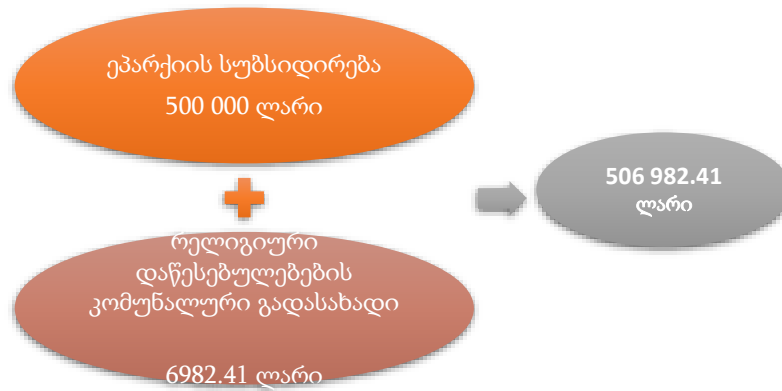 ეპარქიის სუბსიდირება
500 000 ლარი
რელიგიური
დაწესებულებების
კომუნალური გადასახადი
6982.41 ლარი
506 982.41
ლარი